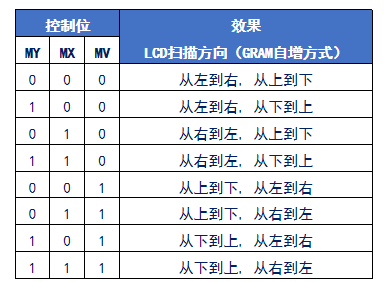 控制位 效果
MY MX MV LCD扫描方向（GRAM自增方式）
0 0 0 从左到右，从上到下
1 0 0 从左到右，从下到上
0 1 0 从右到左，从上到下
1 1 0 从右到左，从下到上
0 0 1 从上到下，从左到右
0 1 1 从上到下，从右到左
1 0 1 从下到上，从左到右
1 1 1 从下到上，从右到左